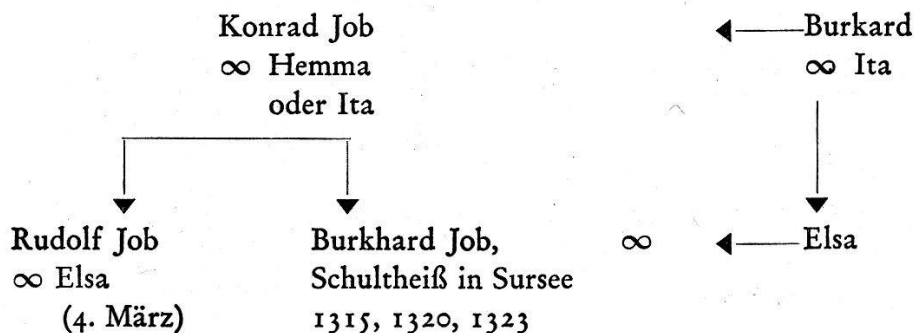 Konrad Job
∞ Hemma
oder Ita
Burkard
∞ Ita
Rudolf Job
∞ Elsa
(4. März)
Burkhard Job,
Schultheiß in Sursee
1315, 1320, 1323
∞
Elsa